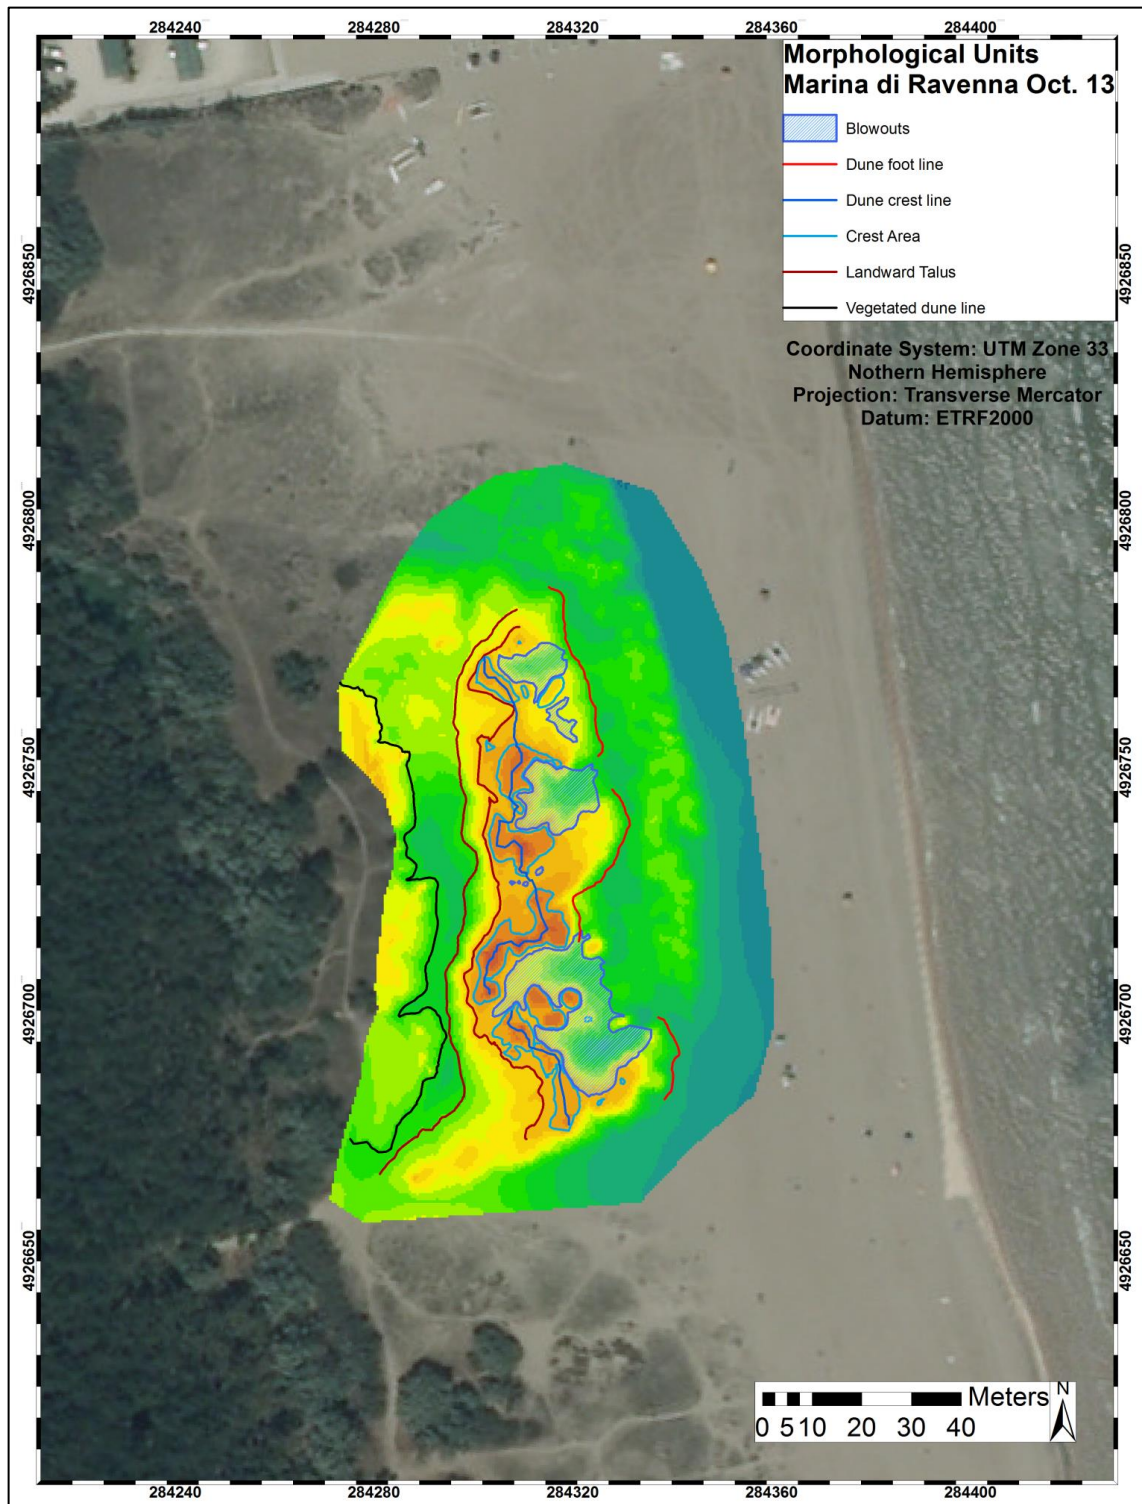 284240 284280 284320 284360 284400
Morphological Units
Marina di Ravenna Oct. 13
Blowouts
Dune foot line
Dune crest line
Crest Area
Landward Talus
Vegetated dune line
Coordinate System: UTM Zone 33
Nothern Hemisphere
Projection: Transverse Mercator
Datum: ETRF2000
4926850 4926850
4926800 4926800
4926750 4926750
4926700 4926700
4926650 4926650
N
Meters
0 5 10 20 30 40
284240 284280 284320 284360 284400